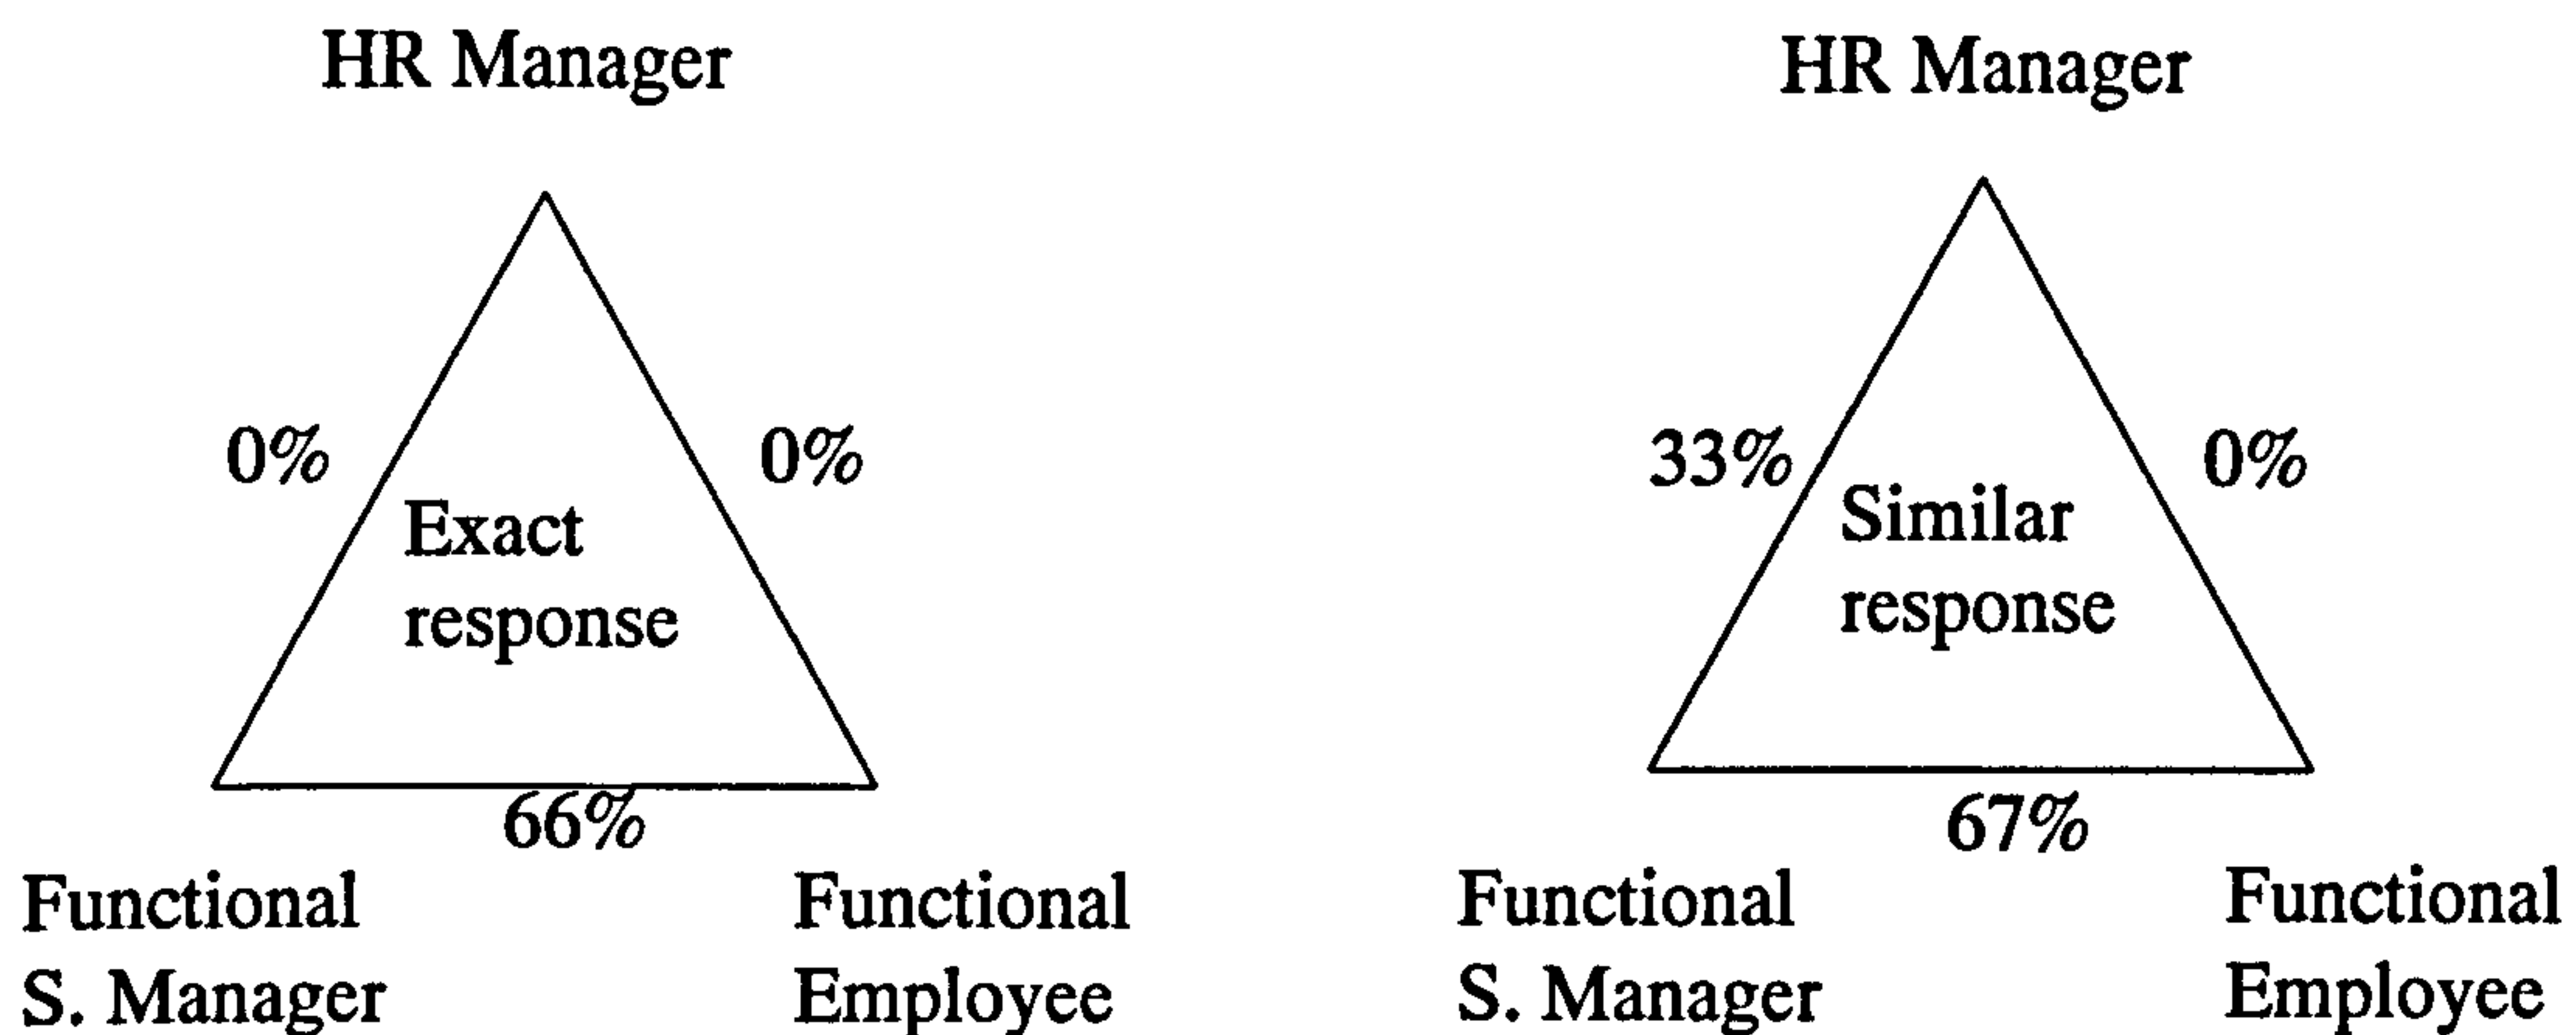 HR Manager
0%
0%
Exact
response
66%
Functional
S. Manager
Functional
Employee
HR Manager
33%
0%
Similar
response
67%
Functional
S. Manager
Functional
Employee